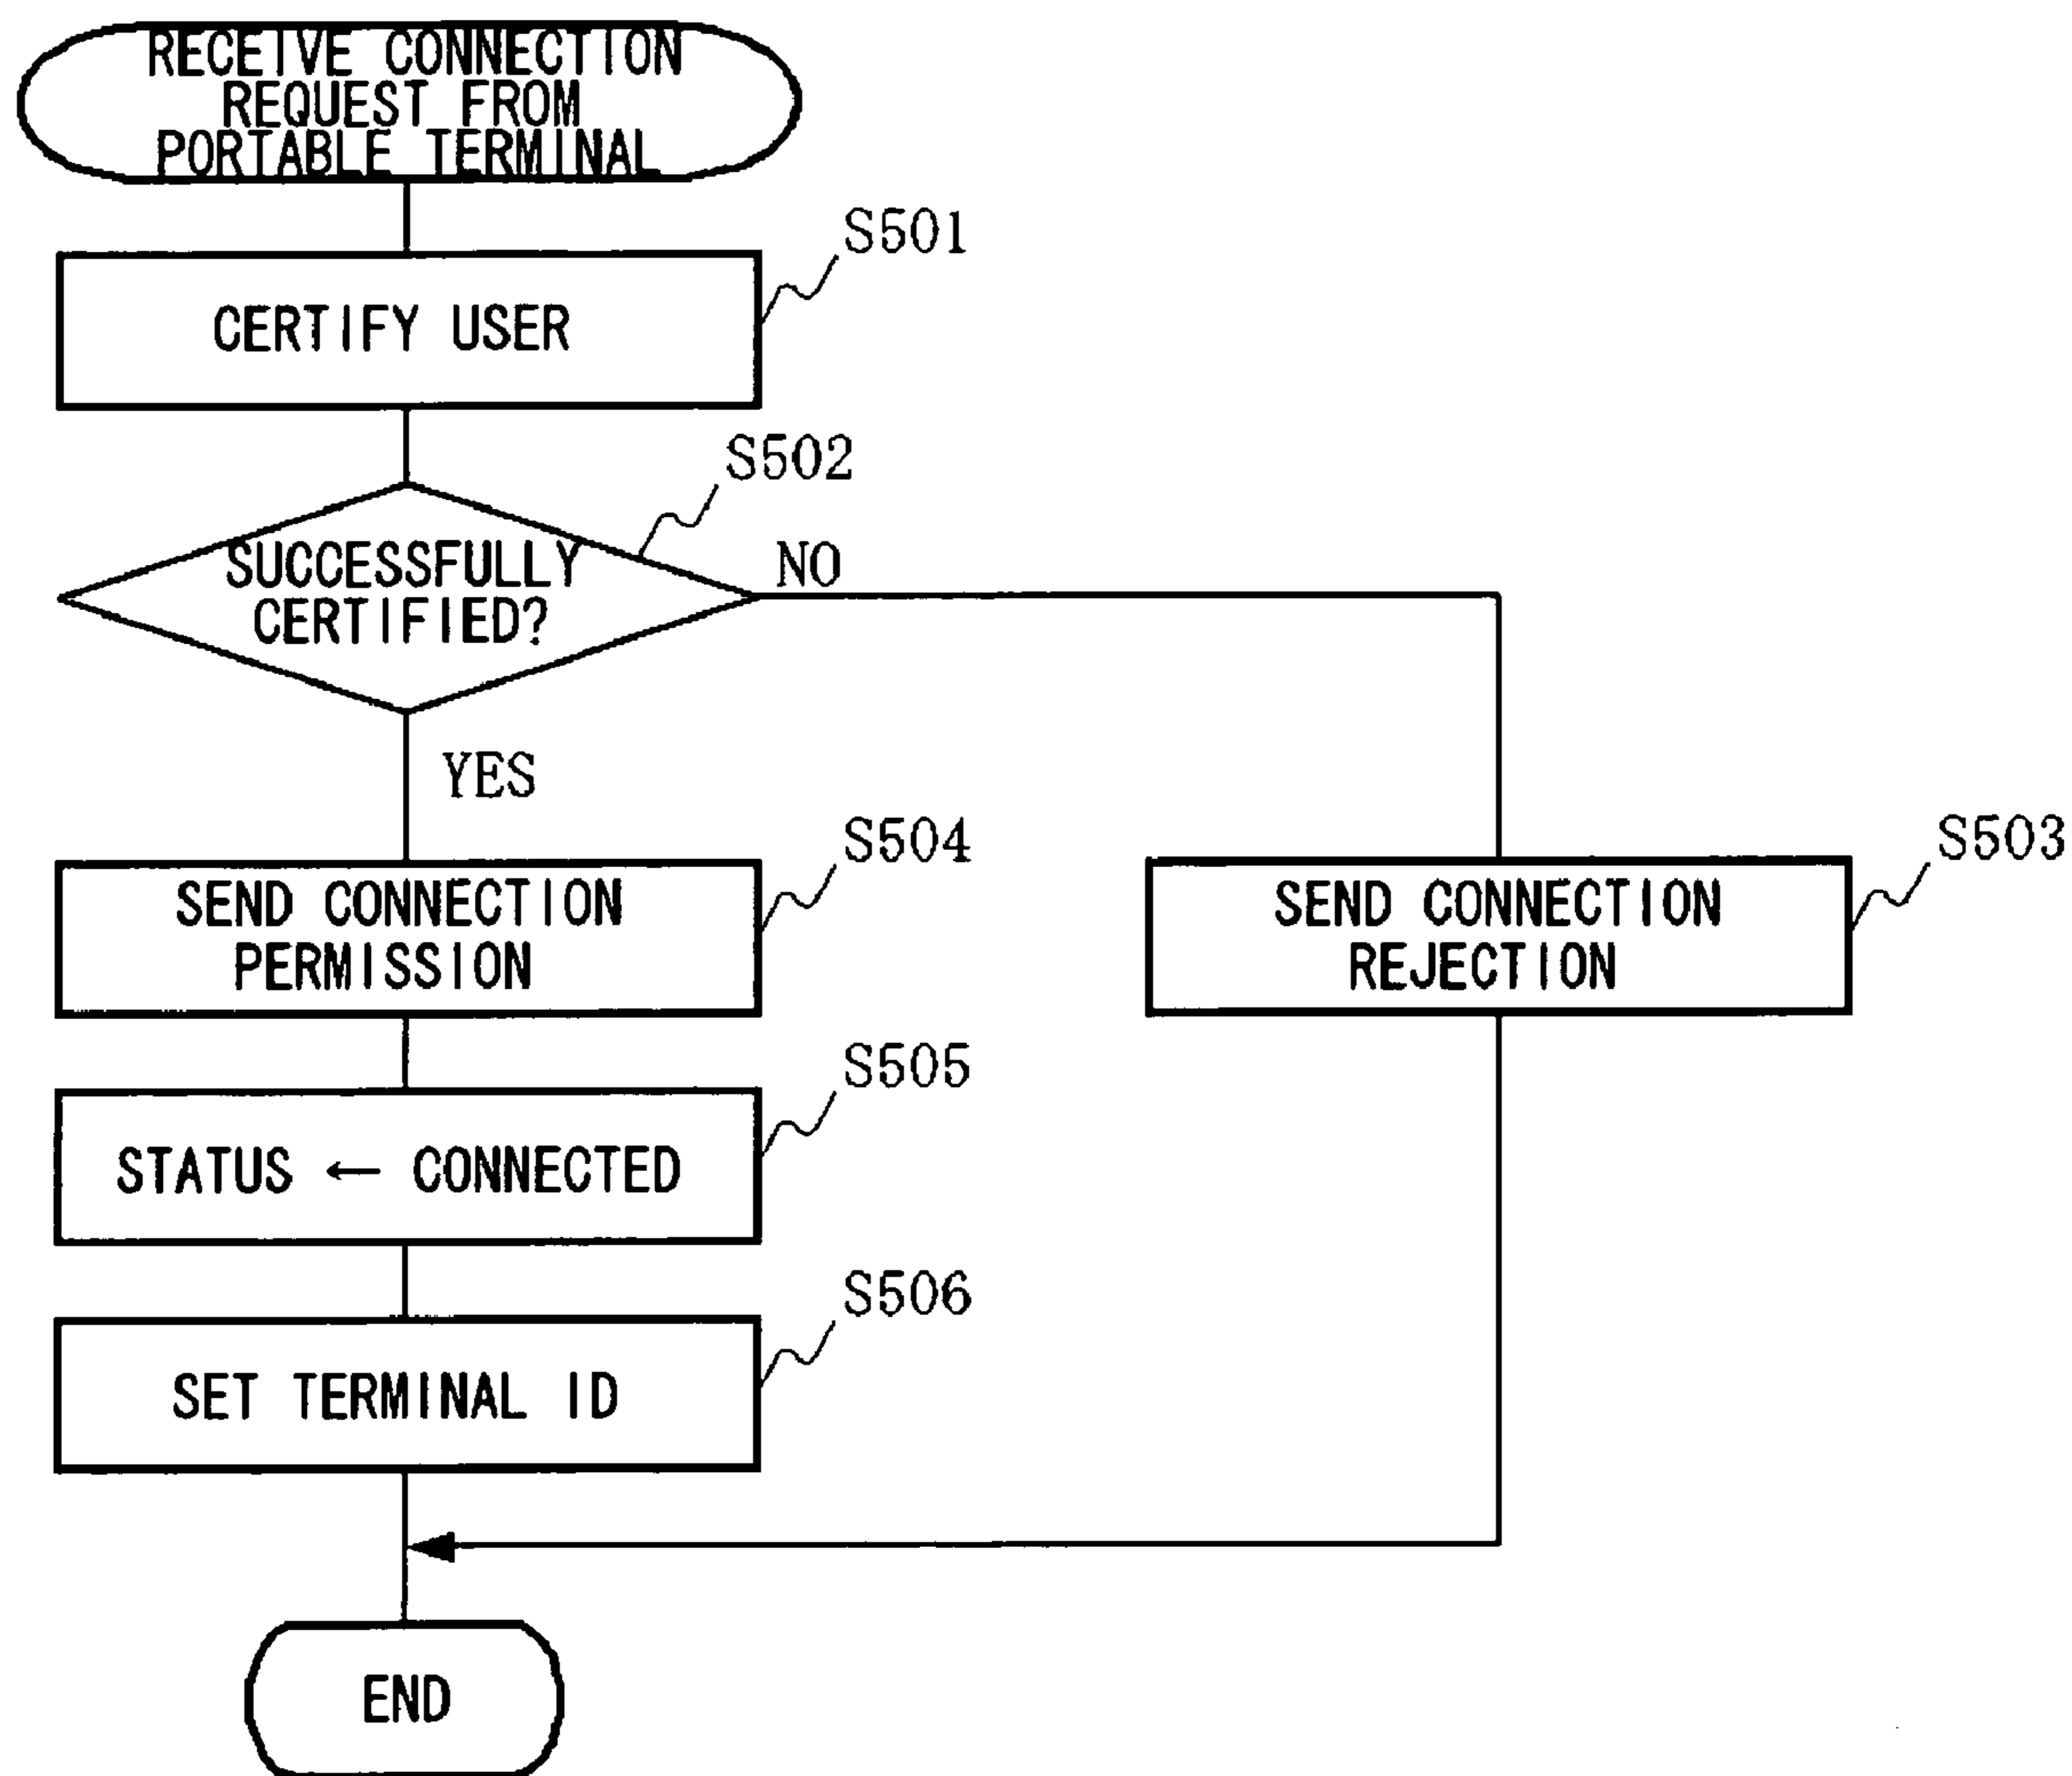 RECEIVE CONNECTION
REQUEST FROM
PORTABLE TERMINAL
S501
CERTIFY USER
S502
SUCCESSFULLY
CERTIFIED?
NO
YES
S504
SEND CONNECTION
PERMISSION
S503
SEND CONNECTION
REJECTION
S505
STATUS ← CONNECTED
S506
SET TERMINAL ID
END